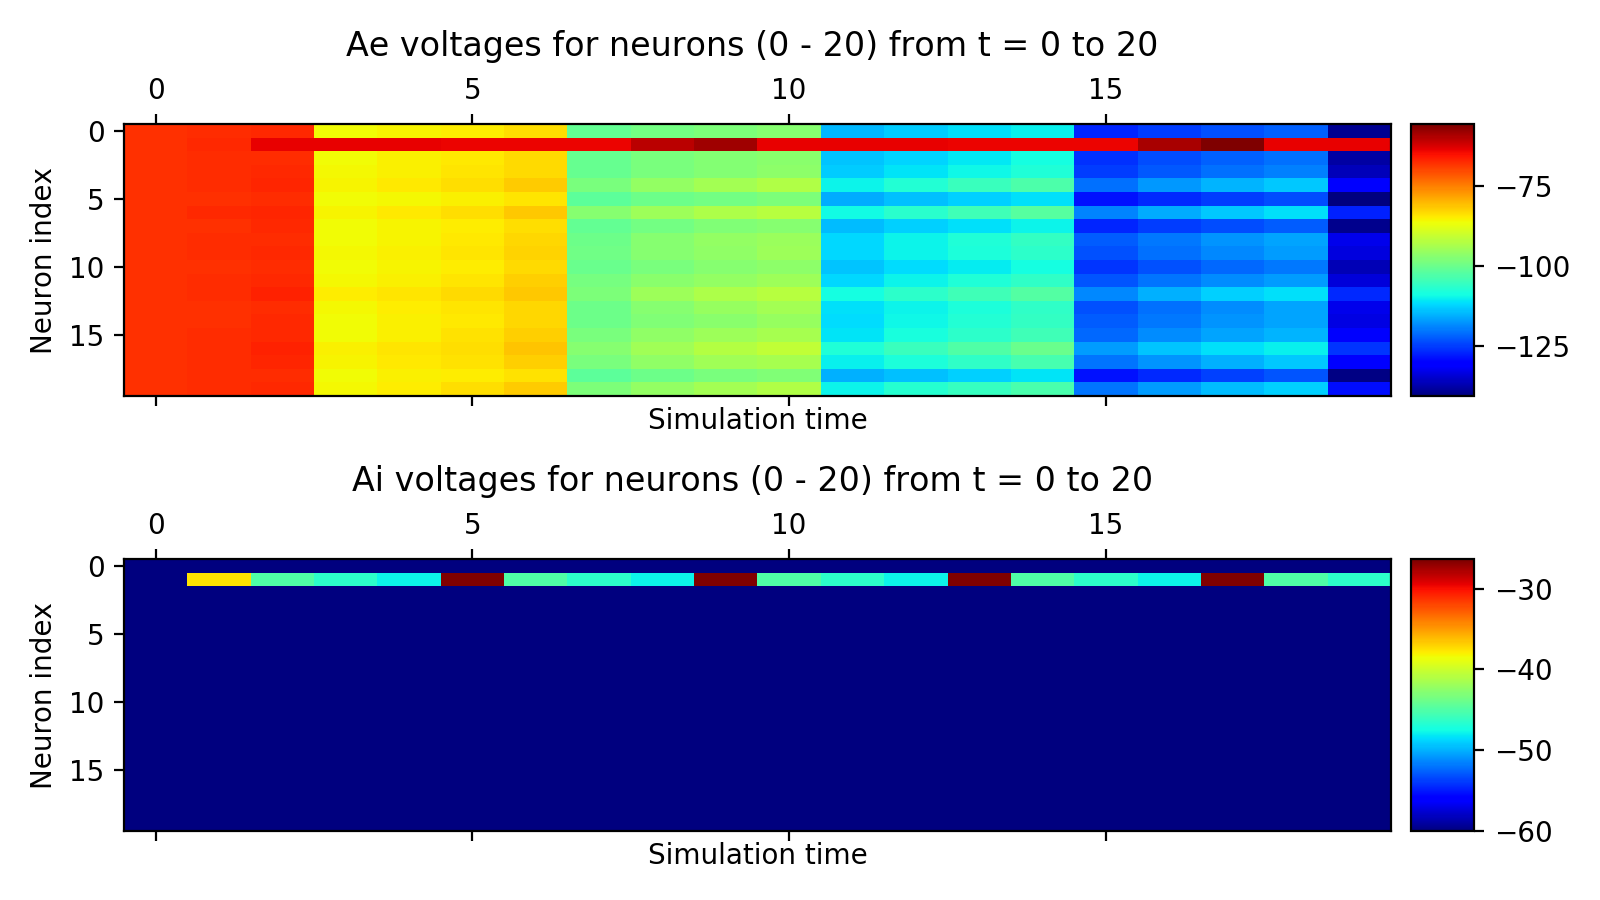 Ae voltages for neurons (0 - 20) from t = 0 to 20
0 5 10 15
Neuron index
0
5
10
15
Simulation time
−75
−100
−125
Ai voltages for neurons (0 - 20) from t = 0 to 20
0 5 10 15
Neuron index
0
5
10
15
Simulation time
−30
−40
−50
−60